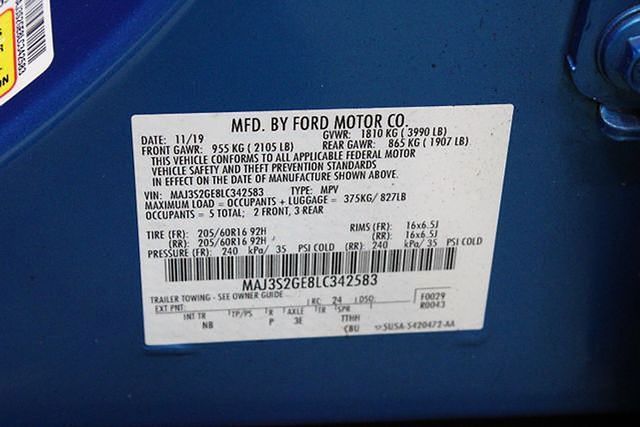 MFD. BY FORD MOTOR CO.
DATE: 11/19 GVWR: 1810 KG ( 3990 LB)
FRONT GAWR: 955 KG ( 2105 LB) REAR GAWR: 865 KG ( 1907 LB)
THIS VEHICLE CONFORMS TO ALL APPLICABLE FEDERAL MOTOR
VEHICLE SAFETY AND THEFT PREVENTION STANDARDS
IN EFFECT ON THE DATE OF MANUFACTURE SHOWN ABOVE.
VIN: MAJ3S2GE8LC342583 TYPE: MPV
MAXIMUM LOAD = OCCUPANTS + LUGGAGE = 375KG/ 827LB
OCCUPANTS = 5 TOTAL; 2 FRONT, 3 REAR
TIRE (FR): 205/60R16 92H RIMS (FR): 16x6.5J
(RR): 205/60R16 92H (RR): 16x6.5J
PRESSURE (FR): 240 kPa/ 35 PSI COLD (RR): 240 kPa/ 35 PSI COLD
MAJ3S2GE8LC342583
TRAILER TOWING - SEE OWNER GUIDE
EXT PNT: RC: 24 DSO: F0029
R0043
INT TR TP/PS R AXLE TR SPR
NB P 3E TTHH
CBU 5U5A-5420472-AA